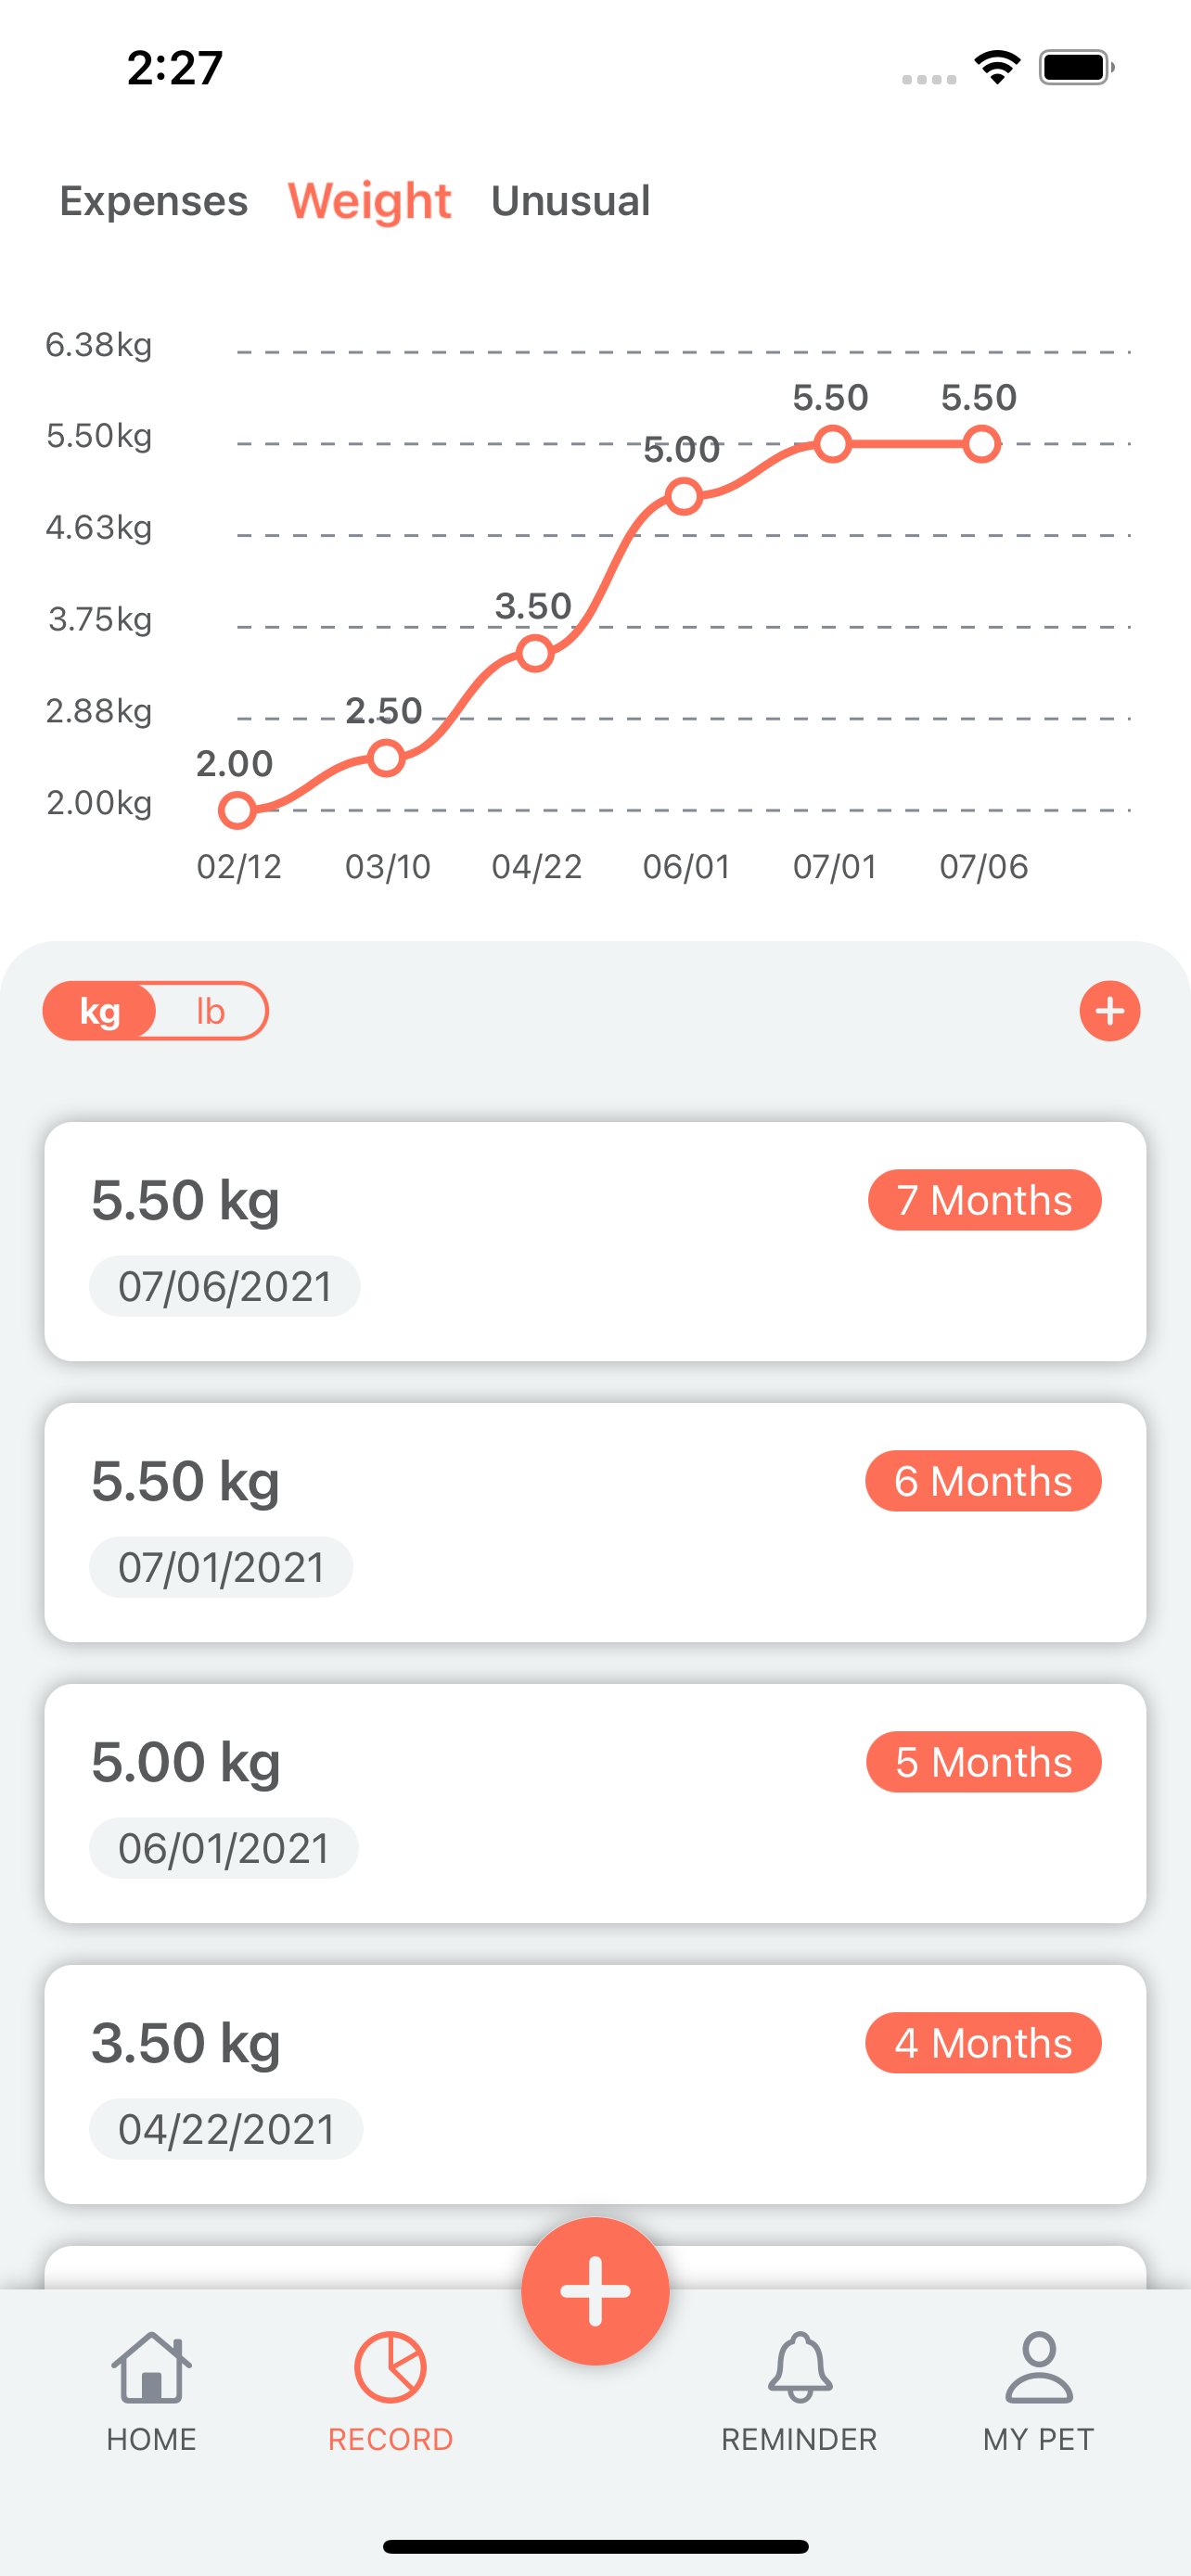 2:27
Expenses Weight Unusual
6.38kg
5.50 5.50
5.50kg
5.00
4.63kg
3.50
3.75kg
2.50
2.88kg
2.00
2.00kg
02/12 03/10 04/22 06/01 07/01 07/06
kg lb
5.50 kg 7 Months
07/06/2021
5.50 kg 6 Months
07/01/2021
5.00 kg 5 Months
06/01/2021
3.50 kg 4 Months
04/22/2021
HOME RECORD REMINDER MY PET